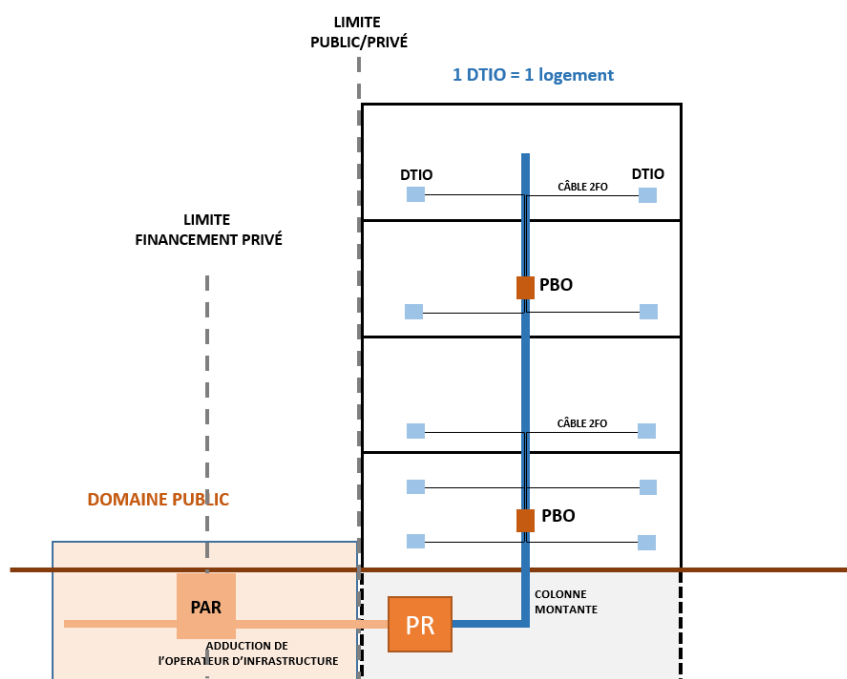 LIMITE
PUBLIC/PRIVÉ
1 DTIO = 1 logement
DTIO
DTIO
CÂBLE 2FO
LIMITE
FINANCEMENT PRIVÉ
PBO
CÂBLE 2FO
DOMAINE PUBLIC
PBO
PAR
COLONNE
MONTANTE
PR
ADDUCTION DE
l'OPERATEUR D'INFRASTRUCTURE